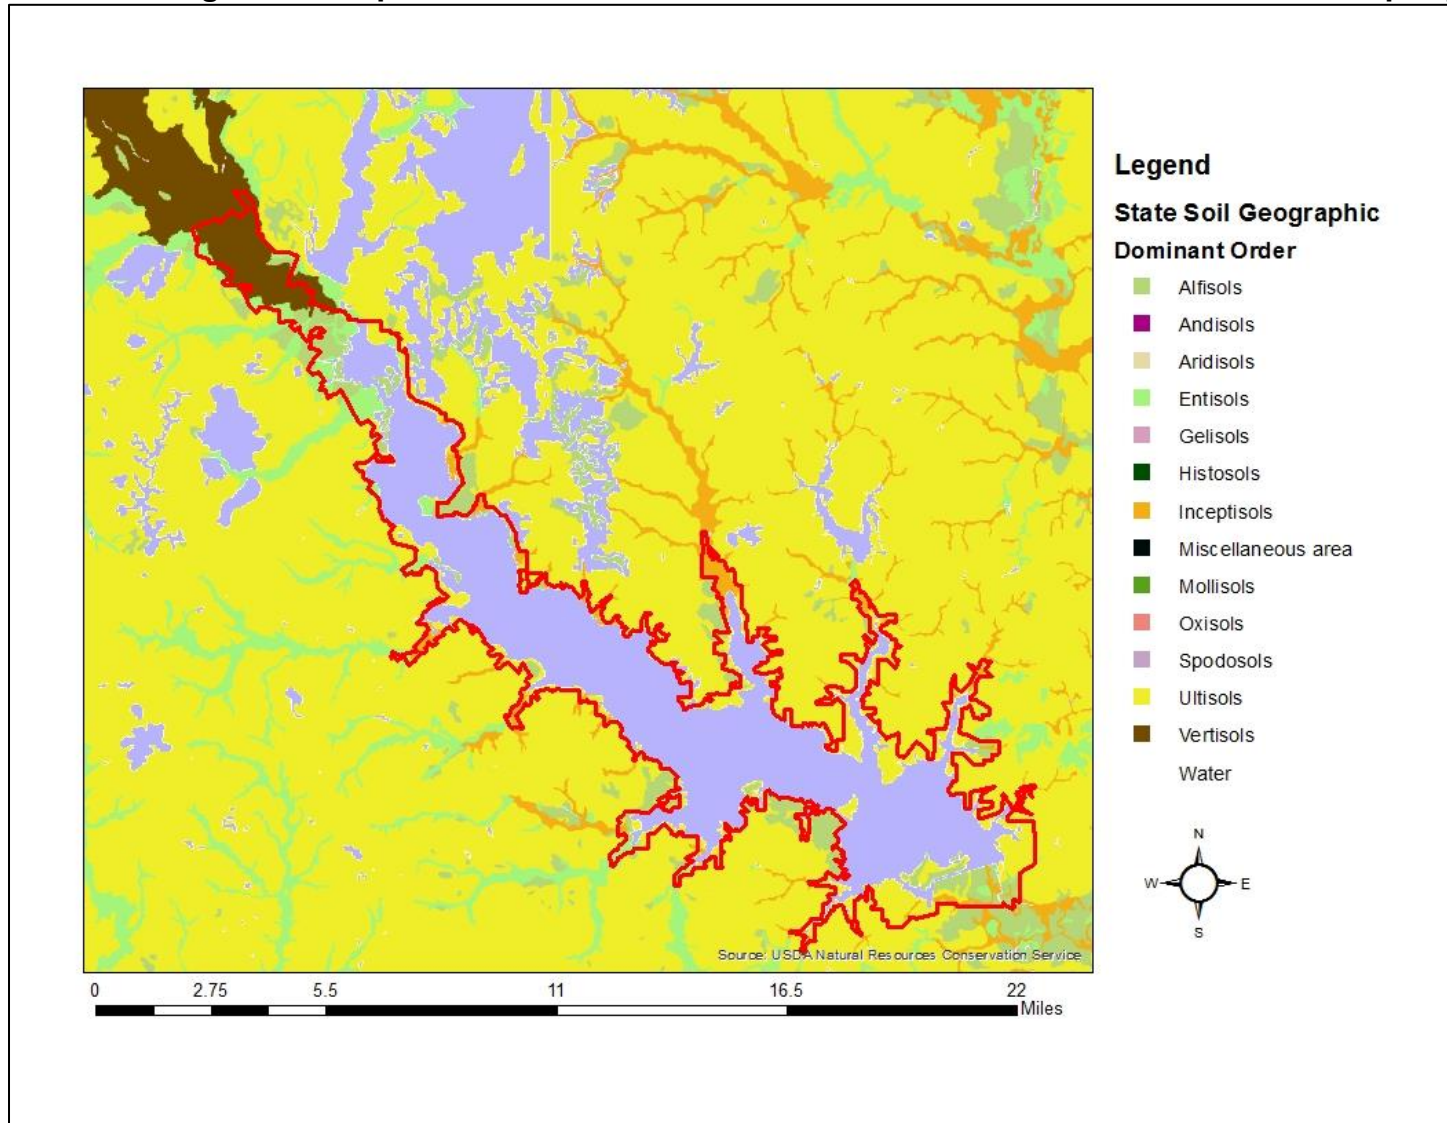 Legend
State Soil Geographic
Dominant Order
Alfisols
Andisols
Aridisols
Entisols
Gelisols
Histosols
Inceptisols
Miscellaneous area
Mollisols
Oxisols
Spodosols
Ultisols
Vertisols
Water
N
W E
S
Source: USDA Natural Resources Conservation Service
0 2.75 5.5 11 16.5 22
Miles